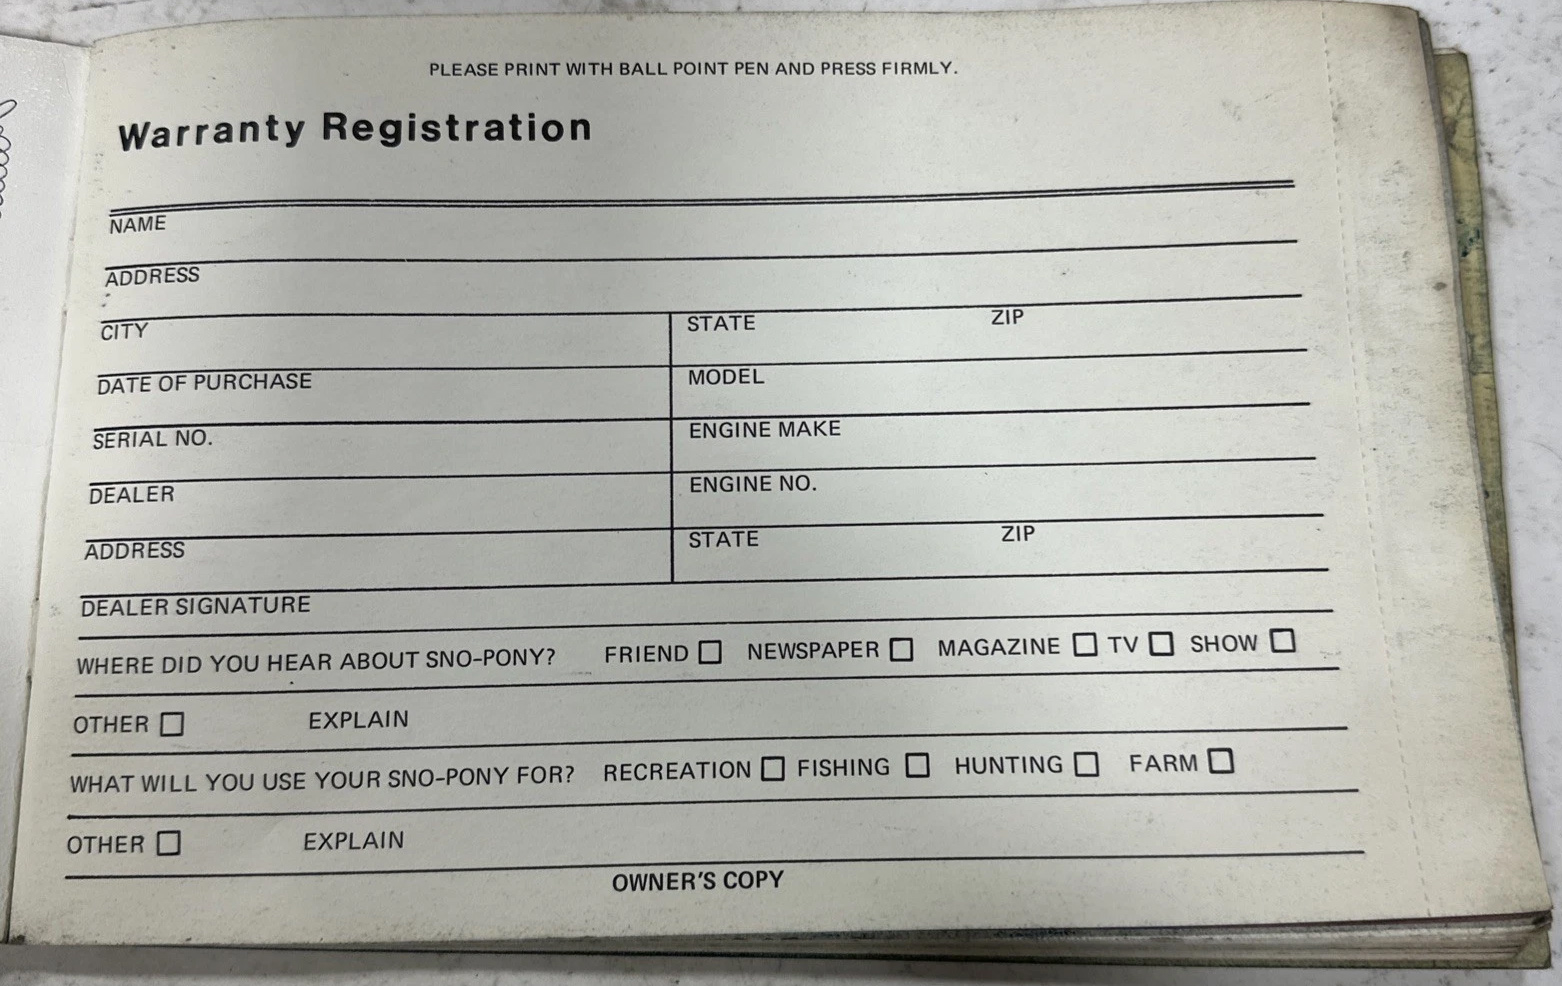 PLEASE PRINT WITH BALL POINT PEN AND PRESS FIRMLY.
Warranty Registration
NAME
ADDRESS
CITY STATE ZIP
DATE OF PURCHASE MODEL
SERIAL NO. ENGINE MAKE
DEALER ENGINE NO.
ADDRESS STATE ZIP
DEALER SIGNATURE
WHERE DID YOU HEAR ABOUT SNO-PONY? FRIEND NEWSPAPER MAGAZINE TV SHOW
OTHER EXPLAIN
WHAT WILL YOU USE YOUR SNO-PONY FOR? RECREATION FISHING HUNTING FARM
OTHER EXPLAIN
OWNER'S COPY